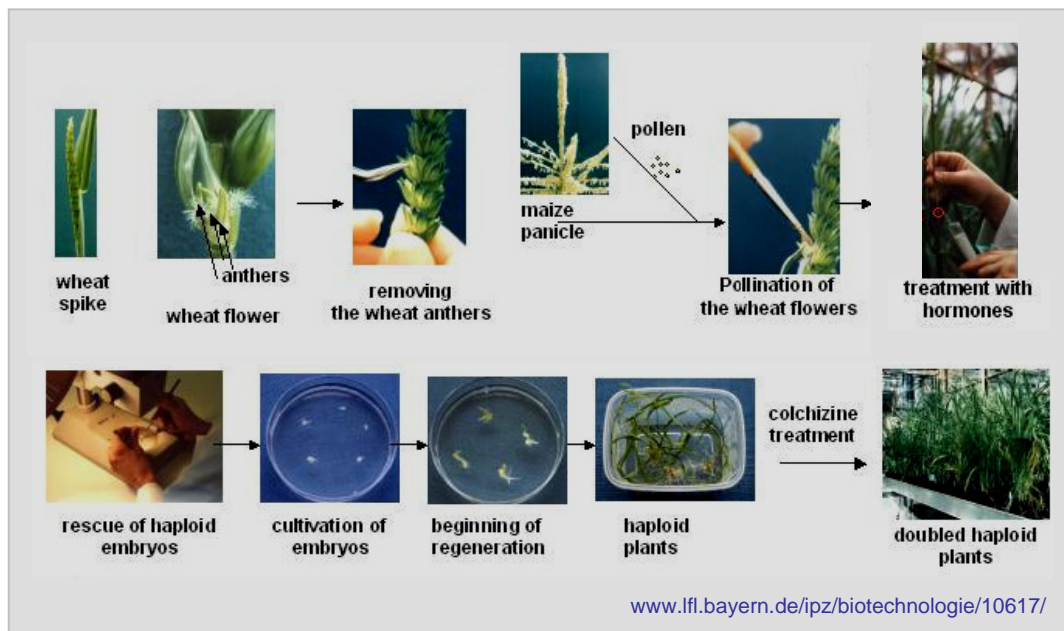 wheat
spike
anthers
wheat flower
removing
the wheat anthers
maize
panicle
pollen
Pollination of
the wheat flowers
treatment with
hormones
rescue of haploid
embryos
cultivation of
embryos
beginning of
regeneration
haploid
plants
colchizine
treatment
doubled haploid
plants
www.lfl.bayern.de/ipz/biotechnologie/10617/